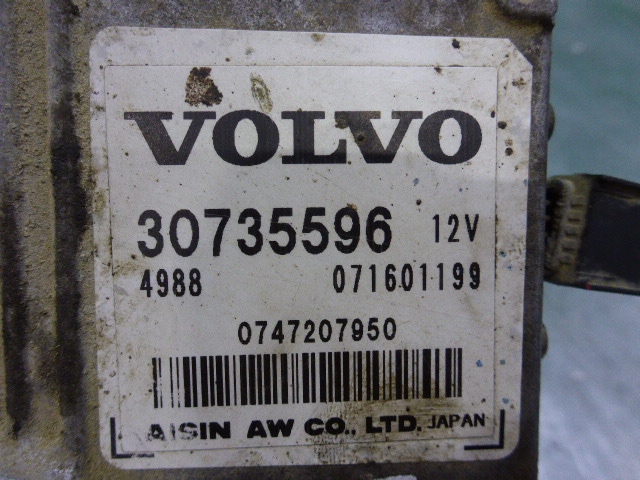 VOLVO
30735596 12V
4988 071601199
0747207950
AISIN AW CO., LTD. JAPAN